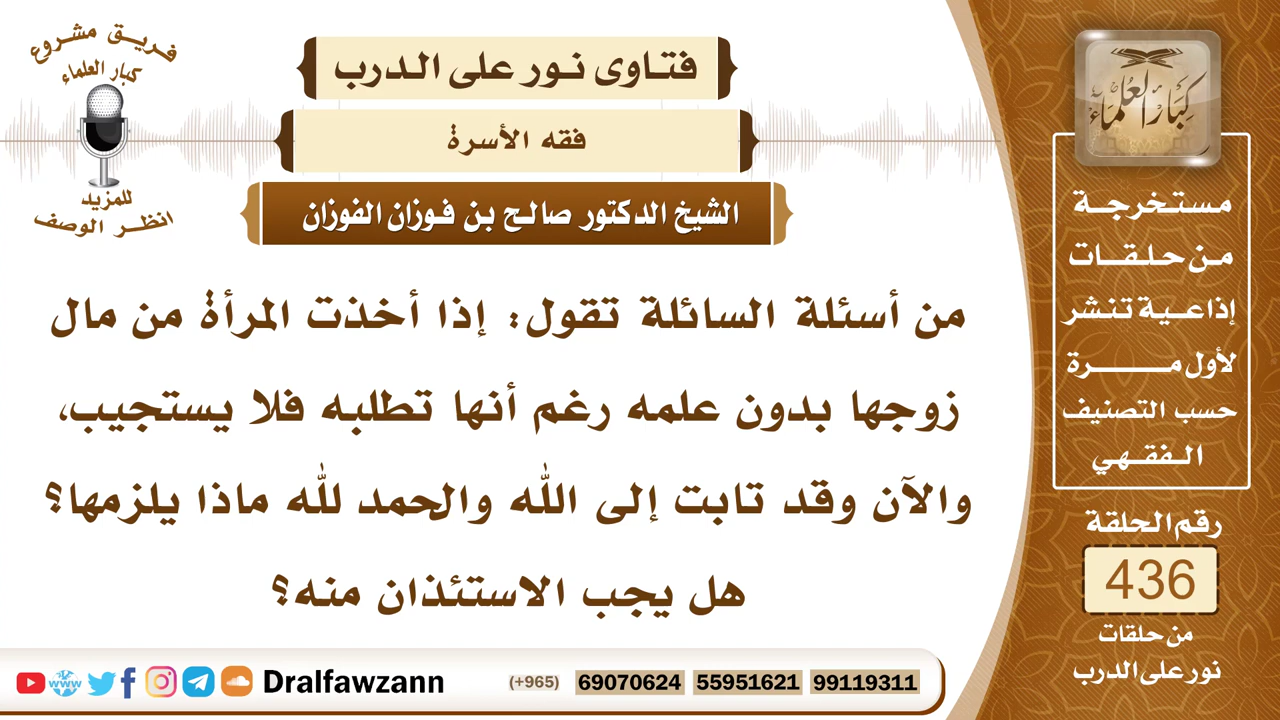 فريق مشروع
كبار العلماء
للمزيد
انظر الوصف
فتاوى نور على الدرب
فقه الأسرة
الشيخ الدكتور صالح بن فوزان الفوزان
من أسئلة السائلة تقول: إذا أخذت المرأة من مال
زوجها بدون علمه رغم أنها تطلبه فلا يستجيب،
والآن وقد تابت إلى الله والحمد لله ماذا يلزمها؟
هل يجب الاستئذان منه؟
كبار العلماء
مستخرجة
من حلقات
إذاعية تنشر
لأول مرة
حسب التصنيف
الفقهي
رقم الحلقة
436
من حلقات
نور على الدرب
www
Dralfawzann
(+965) 69070624 55951621 99119311